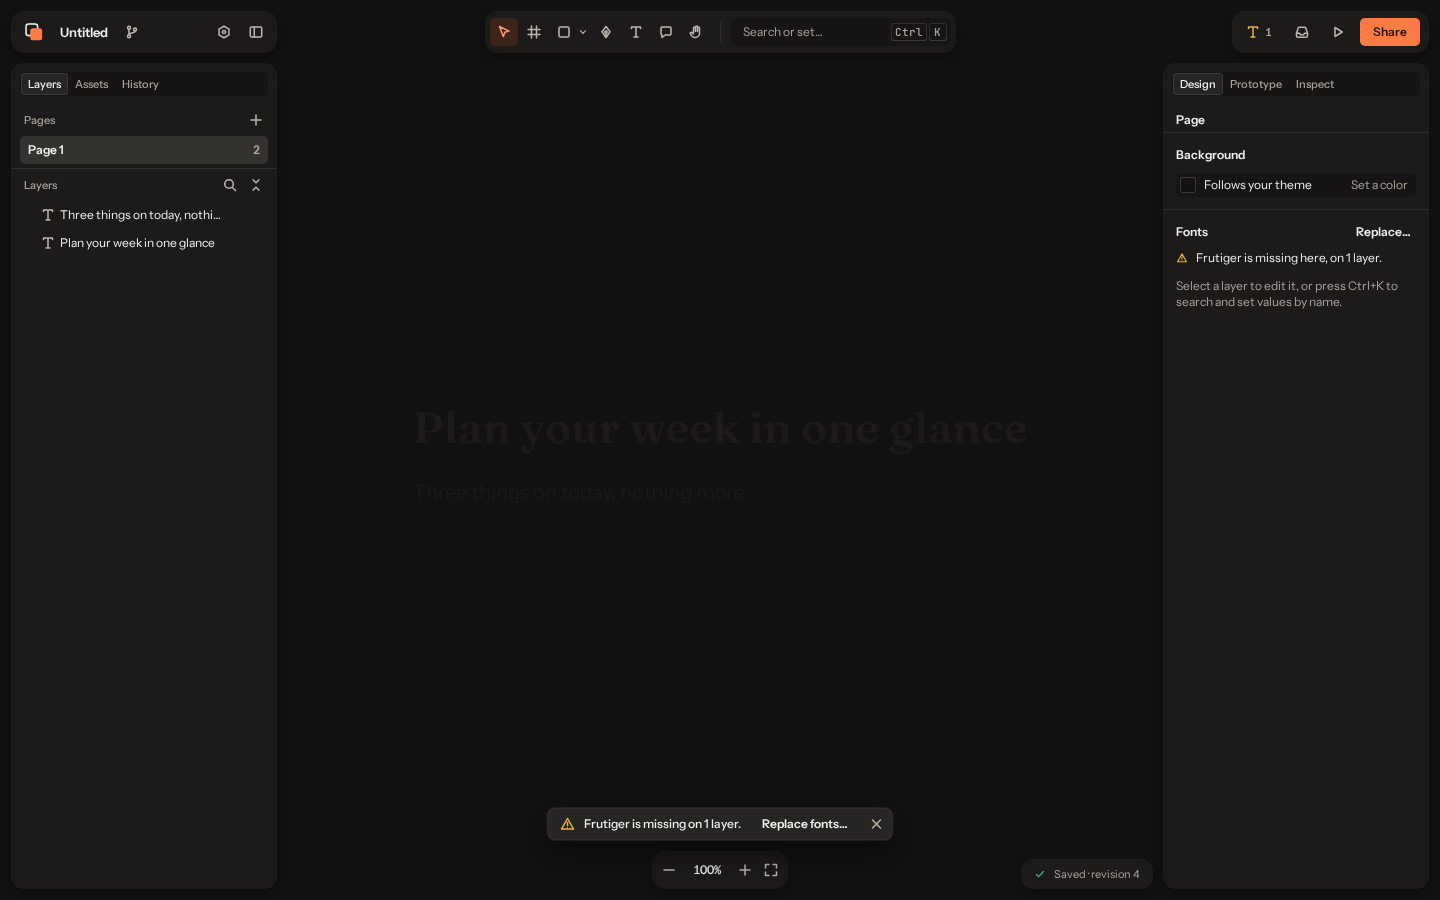 Untitled
Search or set...
Ctrl K
1
Share
Layers Assets History
Pages
Page 1 2
Layers
Three things on today, nothi...
Plan your week in one glance
Plan your week in one glance
Three things on today, nothing more.
Design Prototype Inspect
Page
Background
Follows your theme Set a color
Fonts Replace...
Frutiger is missing here, on 1 layer.
Select a layer to edit it, or press Ctrl+K to
search and set values by name.
Frutiger is missing on 1 layer. Replace fonts...
100%
Saved · revision 4